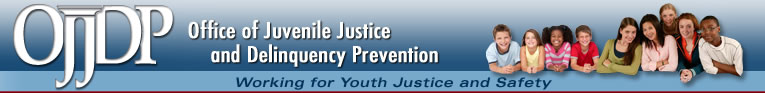 OJJDP
Office of Juvenile Justice
and Delinquency Prevention
Working for Youth Justice and Safety